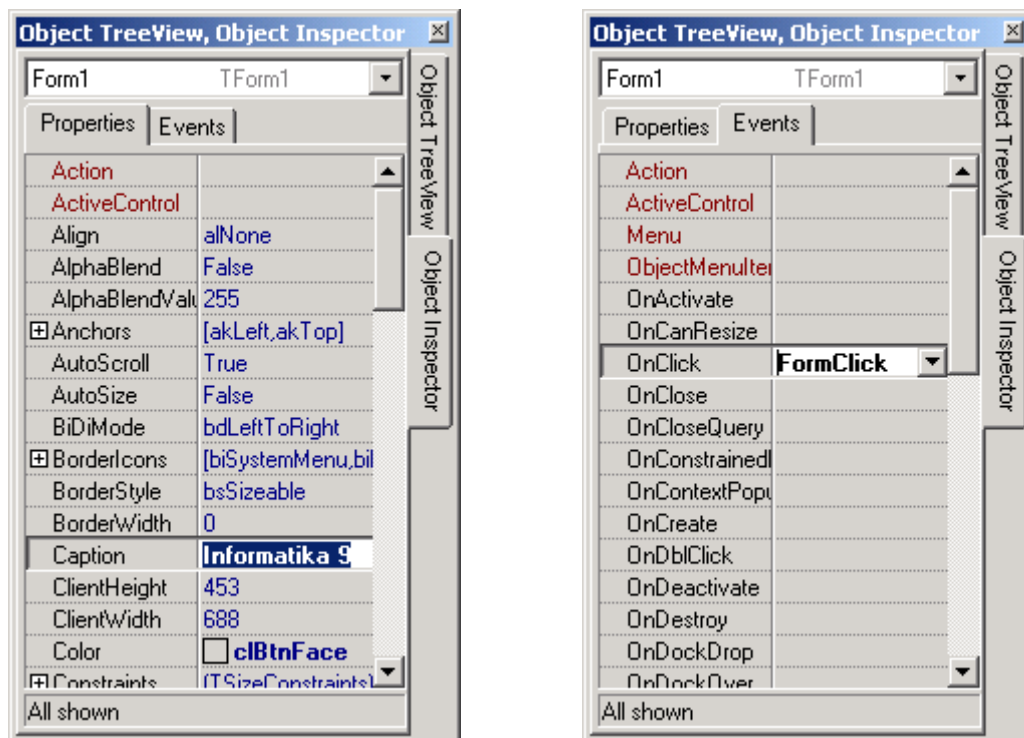 Object TreeView, Object Inspector
Form1 TForm1
Properties Events
Action
ActiveControl
Align alNone
AlphaBlend False
AlphaBlendValu 255
Anchors [akLeft,akTop]
AutoScroll True
AutoSize False
BiDiMode bdLeftToRight
BorderIcons [biSystemMenu,biI
BorderStyle bsSizeable
BorderWidth 0
Caption Informatika 9
ClientHeight 453
ClientWidth 688
Color clBtnFace
Constraints (TSizeConstraints)
All shown
Object TreeView
Object Inspector
Object TreeView, Object Inspector
Form1 TForm1
Properties Events
Action
ActiveControl
Menu
ObjectMenuIter
OnActivate
OnCanResize
OnClick FormClick
OnClose
OnCloseQuery
OnConstrainedI
OnContextPopu
OnCreate
OnDblClick
OnDeactivate
OnDestroy
OnDockDrop
OnDockOver
All shown
Object TreeView
Object Inspector